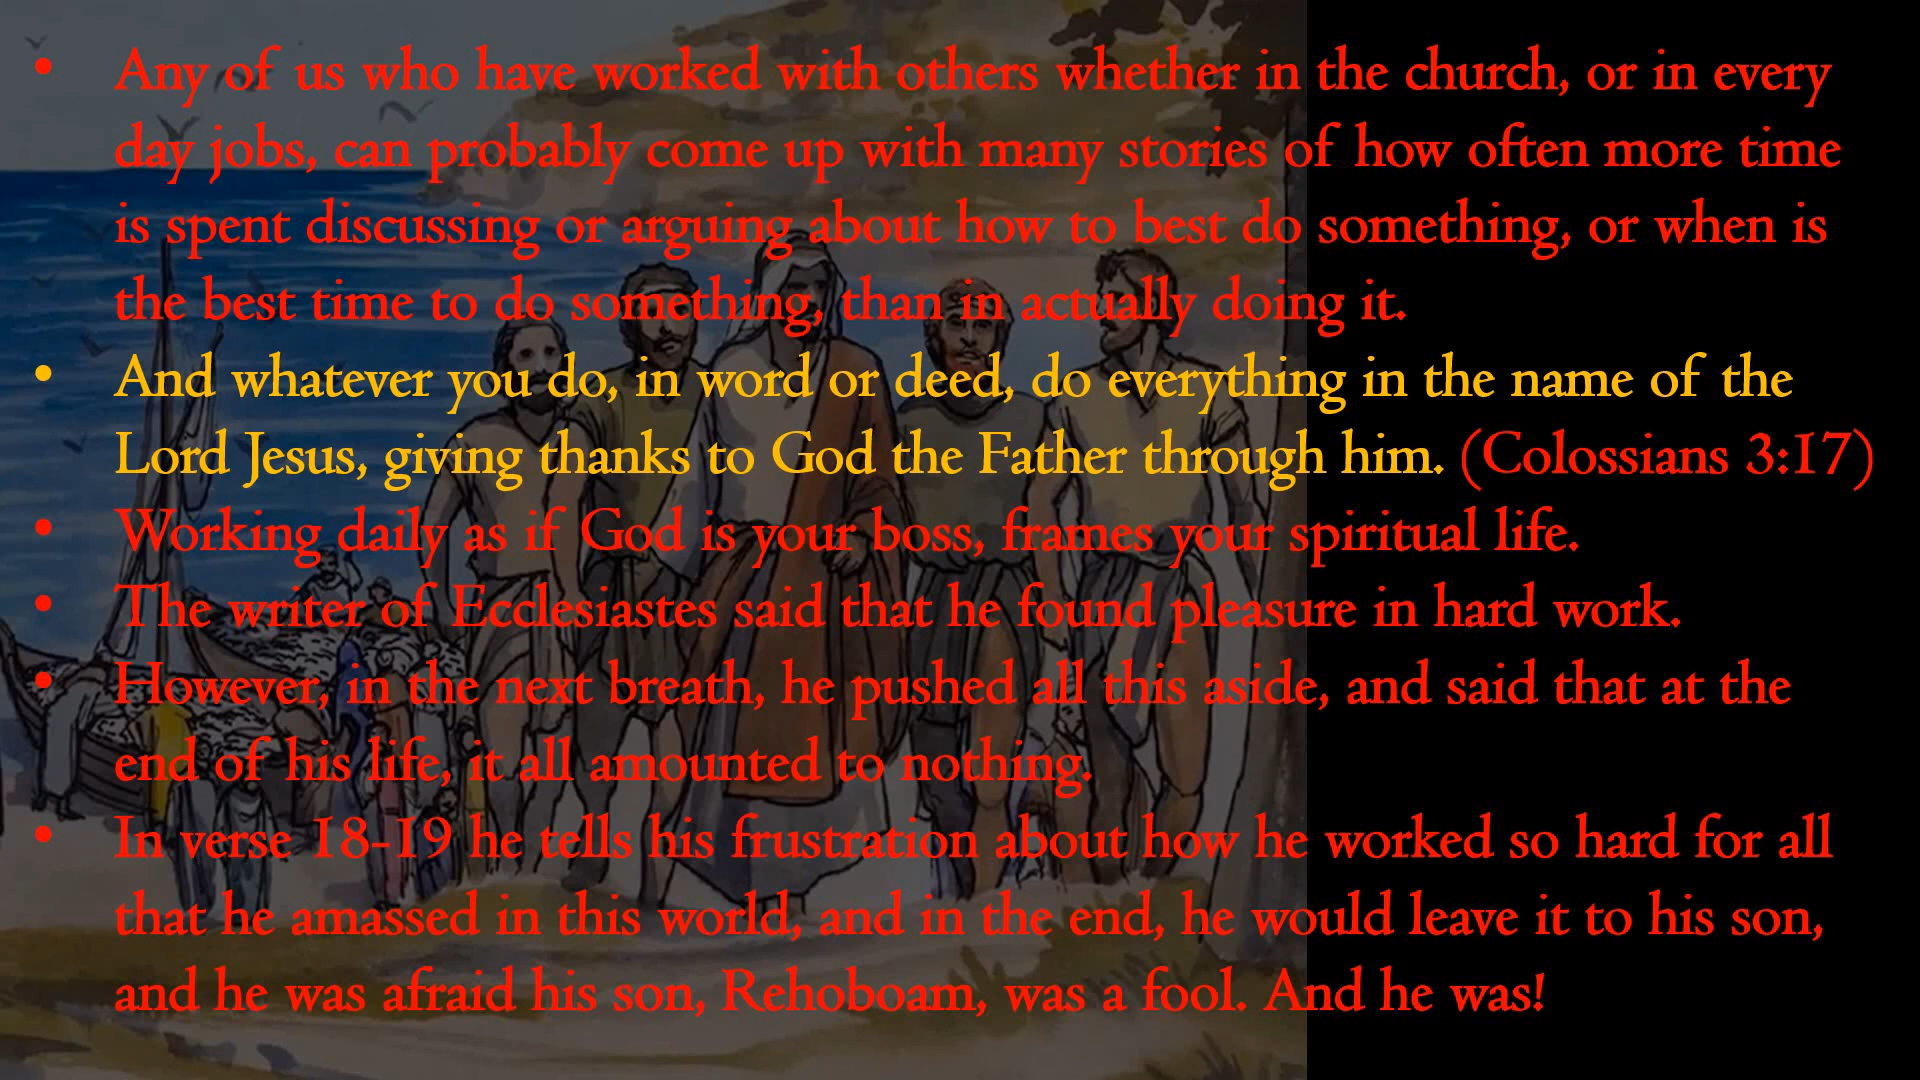 • Any of us who have worked with others whether in the church, or in every
day jobs, can probably come up with many stories of how often more time
is spent discussing or arguing about how to best do something, or when is
the best time to do something, than in actually doing it.
• And whatever you do, in word or deed, do everything in the name of the
Lord Jesus, giving thanks to God the Father through him. (Colossians 3:17)
• Working daily as if God is your boss, frames your spiritual life.
• The writer of Ecclesiastes said that he found pleasure in hard work.
• However, in the next breath, he pushed all this aside, and said that at the
end of his life, it all amounted to nothing.
• In verse 18-19 he tells his frustration about how he worked so hard for all
that he amassed in this world, and in the end, he would leave it to his son,
and he was afraid his son, Rehoboam, was a fool. And he was!